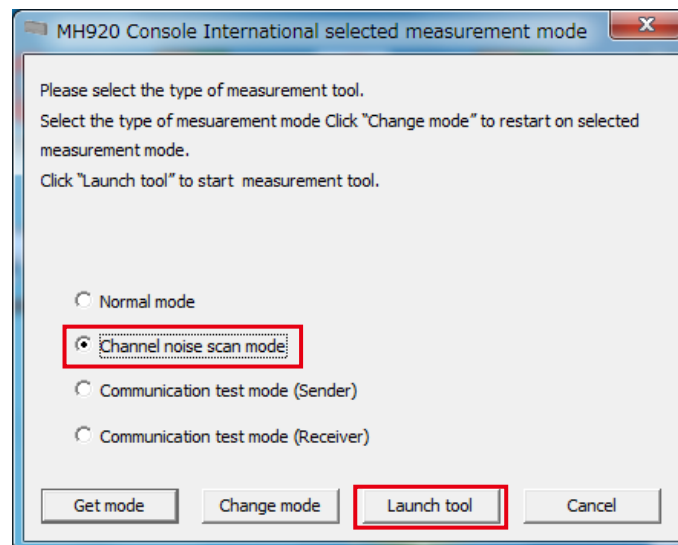 MH920 Console International selected measurement mode
Please select the type of measurement tool.
Select the type of mesuarement mode Click “Change mode” to restart on selected
measurement mode.
Click “Launch tool” to start measurement tool.
Normal mode
Channel noise scan mode
Communication test mode (Sender)
Communication test mode (Receiver)
Get mode
Change mode
Launch tool
Cancel